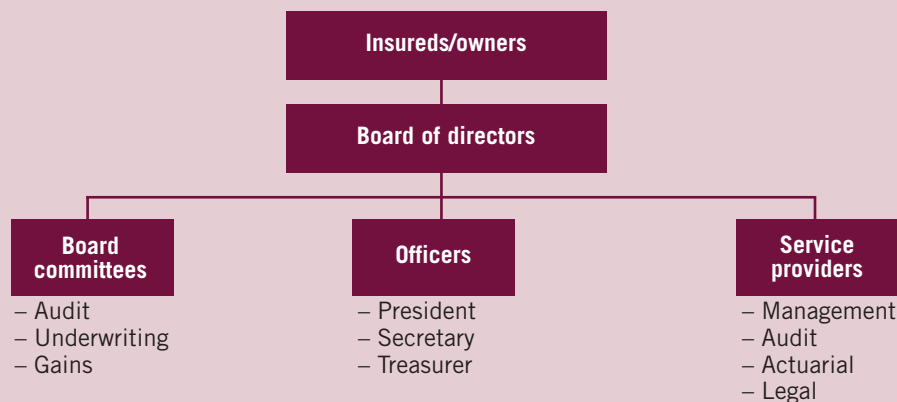 Insureds/owners
Board of directors
Board
committees
– Audit
– Underwriting
– Gains
Officers
– President
– Secretary
– Treasurer
Service
providers
– Management
– Audit
– Actuarial
– Legal